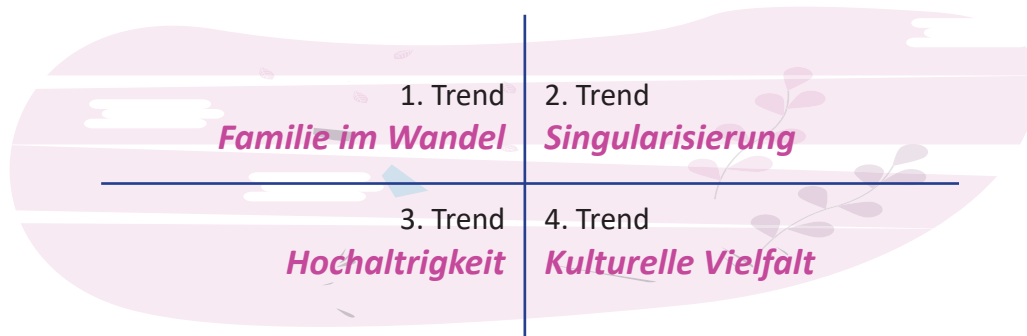 1. Trend
Familie im Wandel
2. Trend
Singularisierung
3. Trend
Hochaltrigkeit
4. Trend
Kulturelle Vielfalt